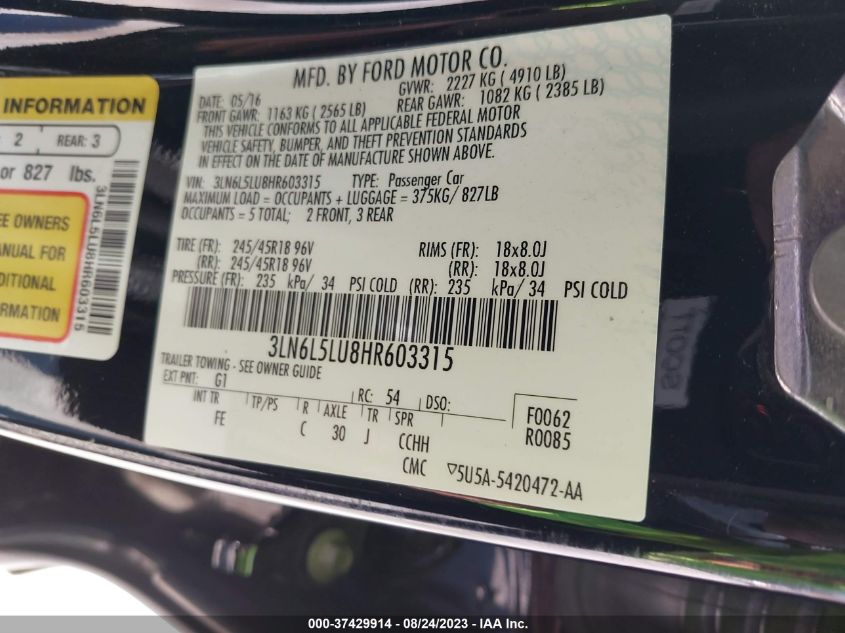 INFORMATION
2 REAR: 3
or 827 lbs.
EE OWNERS
ANUAL FOR
DITIONAL
ORMATION
3LN6L5LU8HR603315
MFD. BY FORD MOTOR CO.
DATE: 05/16 GVWR: 2227 KG ( 4910 LB)
FRONT GAWR: 1163 KG ( 2565 LB) REAR GAWR: 1082 KG ( 2385 LB)
THIS VEHICLE CONFORMS TO ALL APPLICABLE FEDERAL MOTOR
VEHICLE SAFETY, BUMPER, AND THEFT PREVENTION STANDARDS
IN EFFECT ON THE DATE OF MANUFACTURE SHOWN ABOVE.
VIN: 3LN6L5LU8HR603315 TYPE: Passenger Car
MAXIMUM LOAD = OCCUPANTS + LUGGAGE = 375KG/ 827LB
OCCUPANTS = 5 TOTAL; 2 FRONT, 3 REAR
TIRE (FR): 245/45R18 96V RIMS (FR): 18x8.0J
(RR): 245/45R18 96V (RR): 18x8.0J
PRESSURE (FR): 235 kPa/ 34 PSI COLD (RR): 235 kPa/ 34 PSI COLD
3LN6L5LU8HR603315
TRAILER TOWING - SEE OWNER GUIDE
EXT PNT: G1 RC: 54 DSO:
INT TR TP/PS R AXLE TR SPR
FE C 30 J CCHH
F0062
R0085
CMC ▽5U5A-5420472-AA
SCOTT
000-37429914 - 08/24/2023 - IAA Inc.